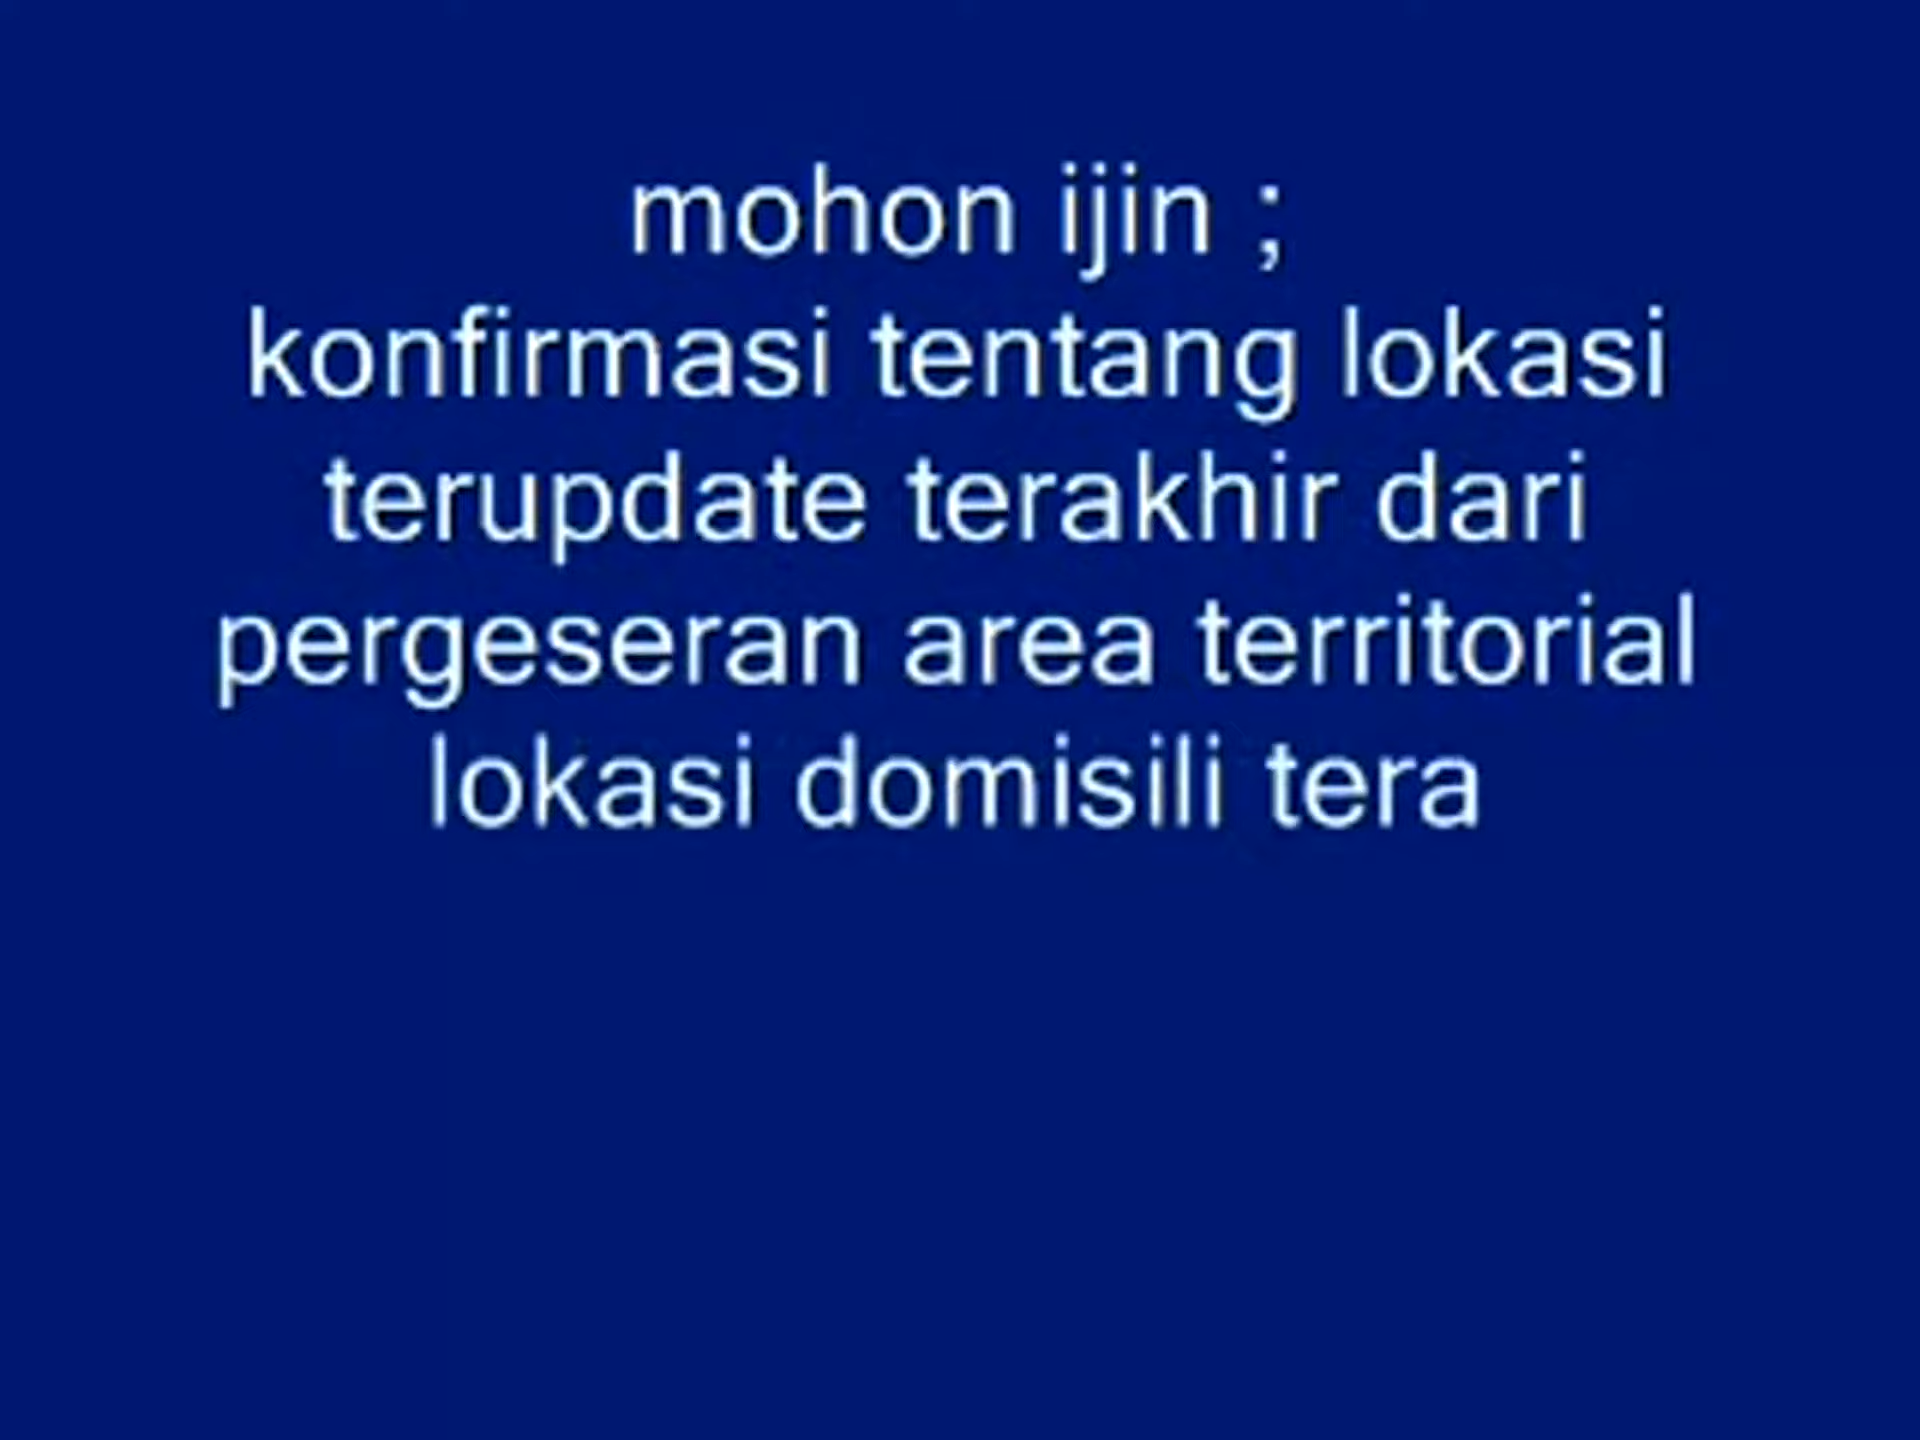 mohon ijin ;
konfirmasi tentang lokasi
terupdate terakhir dari
pergeseran area territorial
lokasi domisili tera